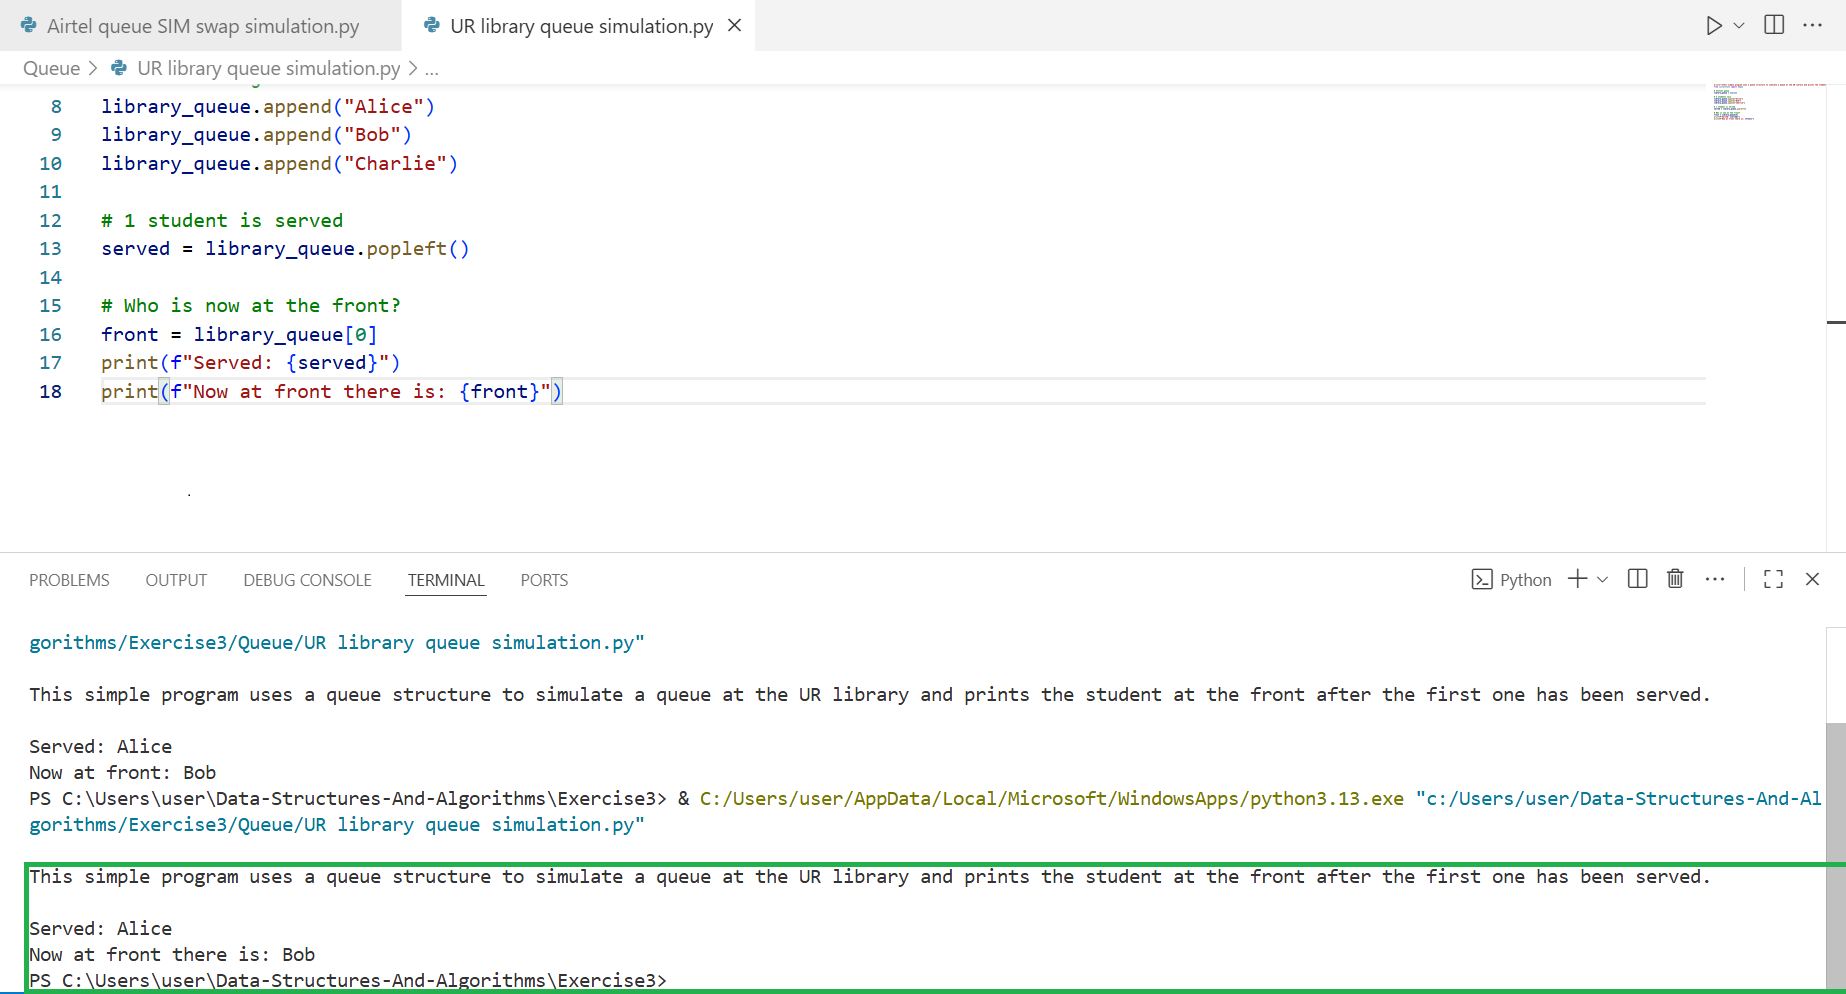 Airtel queue SIM swap simulation.py
UR library queue simulation.py
Queue > UR library queue simulation.py > ...
8 library_queue.append("Alice")
9 library_queue.append("Bob")
10 library_queue.append("Charlie")
11
12 # 1 student is served
13 served = library_queue.popleft()
14
15 # Who is now at the front?
16 front = library_queue[0]
17 print(f"Served: {served}")
18 print(f"Now at front there is: {front}")
PROBLEMS OUTPUT DEBUG CONSOLE TERMINAL PORTS Python
gorithms/Exercise3/Queue/UR library queue simulation.py"
This simple program uses a queue structure to simulate a queue at the UR library and prints the student at the front after the first one has been served.
Served: Alice
Now at front: Bob
PS C:\Users\user\Data-Structures-And-Algorithms\Exercise3> & C:/Users/user/AppData/Local/Microsoft/WindowsApps/python3.13.exe "c:/Users/user/Data-Structures-And-Al
gorithms/Exercise3/Queue/UR library queue simulation.py"
This simple program uses a queue structure to simulate a queue at the UR library and prints the student at the front after the first one has been served.
Served: Alice
Now at front there is: Bob
PS C:\Users\user\Data-Structures-And-Algorithms\Exercise3>